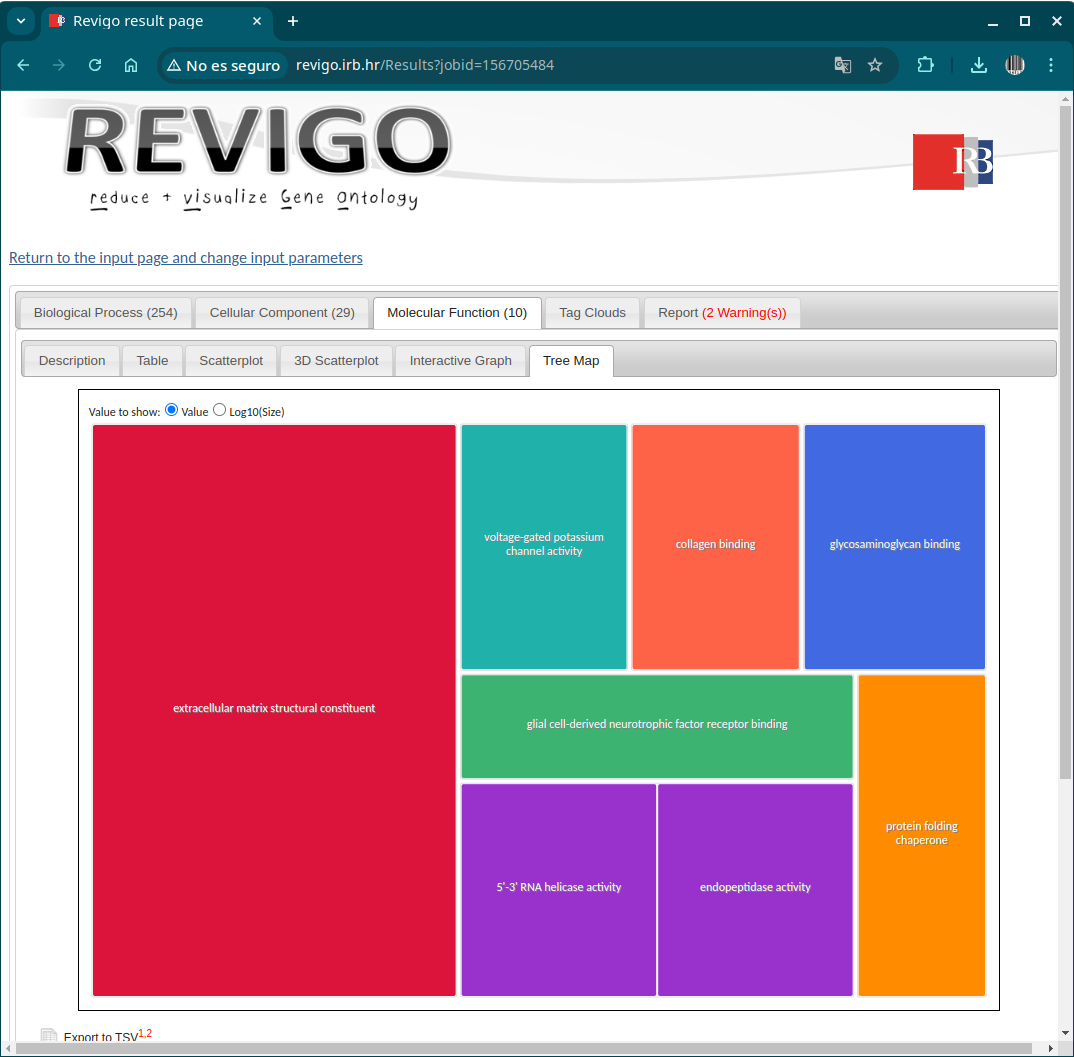 Revigo result page
No es seguro
revigo.irb.hr/Results?jobid=156705484
REVIGO
reduce + visualize Gene Ontology
RB
Return to the input page and change input parameters
Biological Process (254)
Cellular Component (29)
Molecular Function (10)
Tag Clouds
Report (2 Warning(s))
Description
Table
Scatterplot
3D Scatterplot
Interactive Graph
Tree Map
Value to show: Value Log10(Size)
voltage-gated potassium
channel activity
collagen binding
glycosaminoglycan binding
extracellular matrix structural constituent
glial cell-derived neurotrophic factor receptor binding
protein folding
chaperone
5'-3' RNA helicase activity
endopeptidase activity
Export to TSV1,2